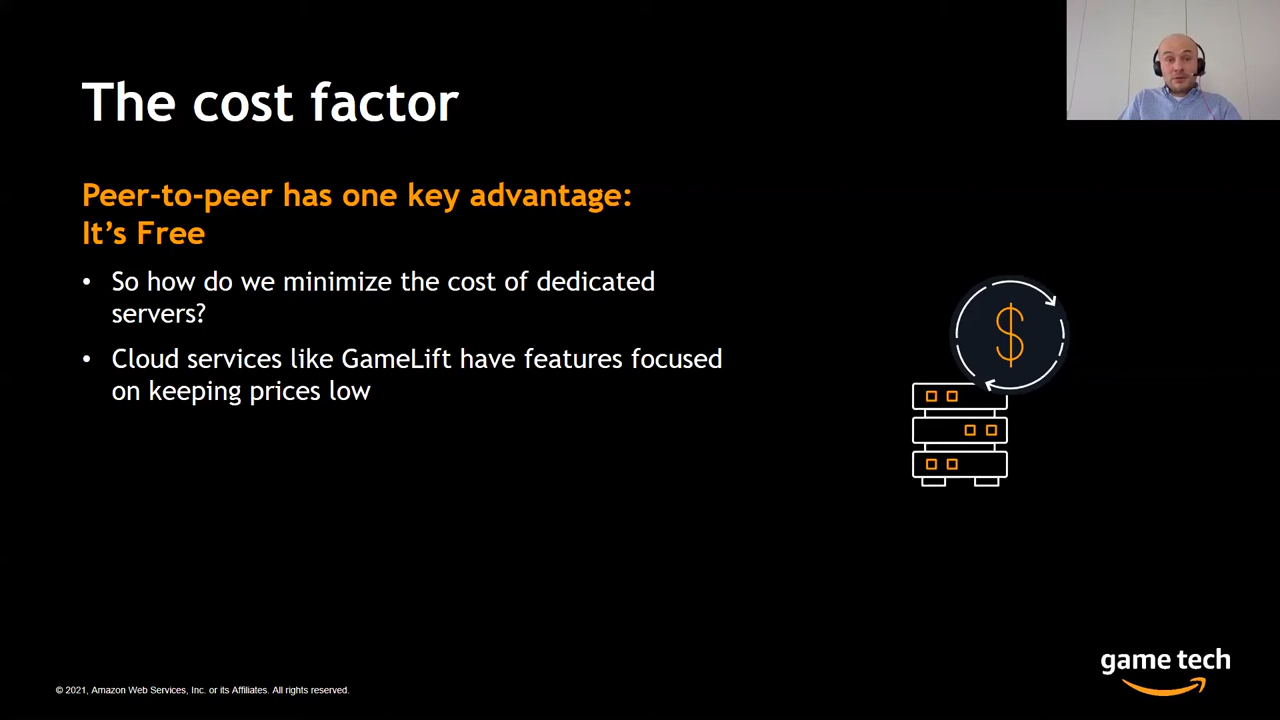 The cost factor
Peer-to-peer has one key advantage:
It’s Free
• So how do we minimize the cost of dedicated
servers?
• Cloud services like GameLift have features focused
on keeping prices low
$
game tech
© 2021, Amazon Web Services, Inc. or its Affiliates. All rights reserved.